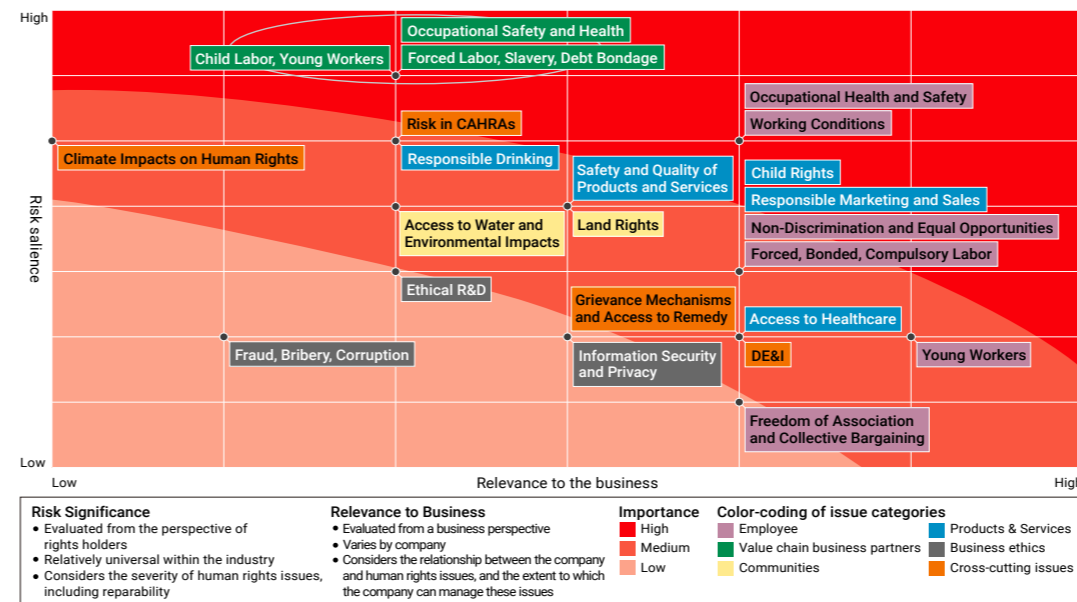 High
Occupational Safety and Health
Child Labor, Young Workers
Forced Labor, Slavery, Debt Bondage
Occupational Health and Safety
Risk in CAHRAs
Working Conditions
Climate Impacts on Human Rights
Responsible Drinking
Safety and Quality of
Products and Services
Child Rights
Responsible Marketing and Sales
Risk salience
Access to Water and
Environmental Impacts
Land Rights
Non-Discrimination and Equal Opportunities
Forced, Bonded, Compulsory Labor
Ethical R&D
Grievance Mechanisms
and Access to Remedy
Access to Healthcare
Fraud, Bribery, Corruption
Information Security
and Privacy
DE&I
Young Workers
Freedom of Association
and Collective Bargaining
Low
Low
Relevance to the business
High
Risk Significance
• Evaluated from the perspective of
rights holders
• Relatively universal within the industry
• Considers the severity of human rights issues,
including reparability
Relevance to Business
• Evaluated from a business perspective
• Varies by company
• Considers the relationship between the company
and human rights issues, and the extent to which
the company can manage these issues
Importance
High
Medium
Low
Color-coding of issue categories
Employee
Value chain business partners
Communities
Products & Services
Business ethics
Cross-cutting issues